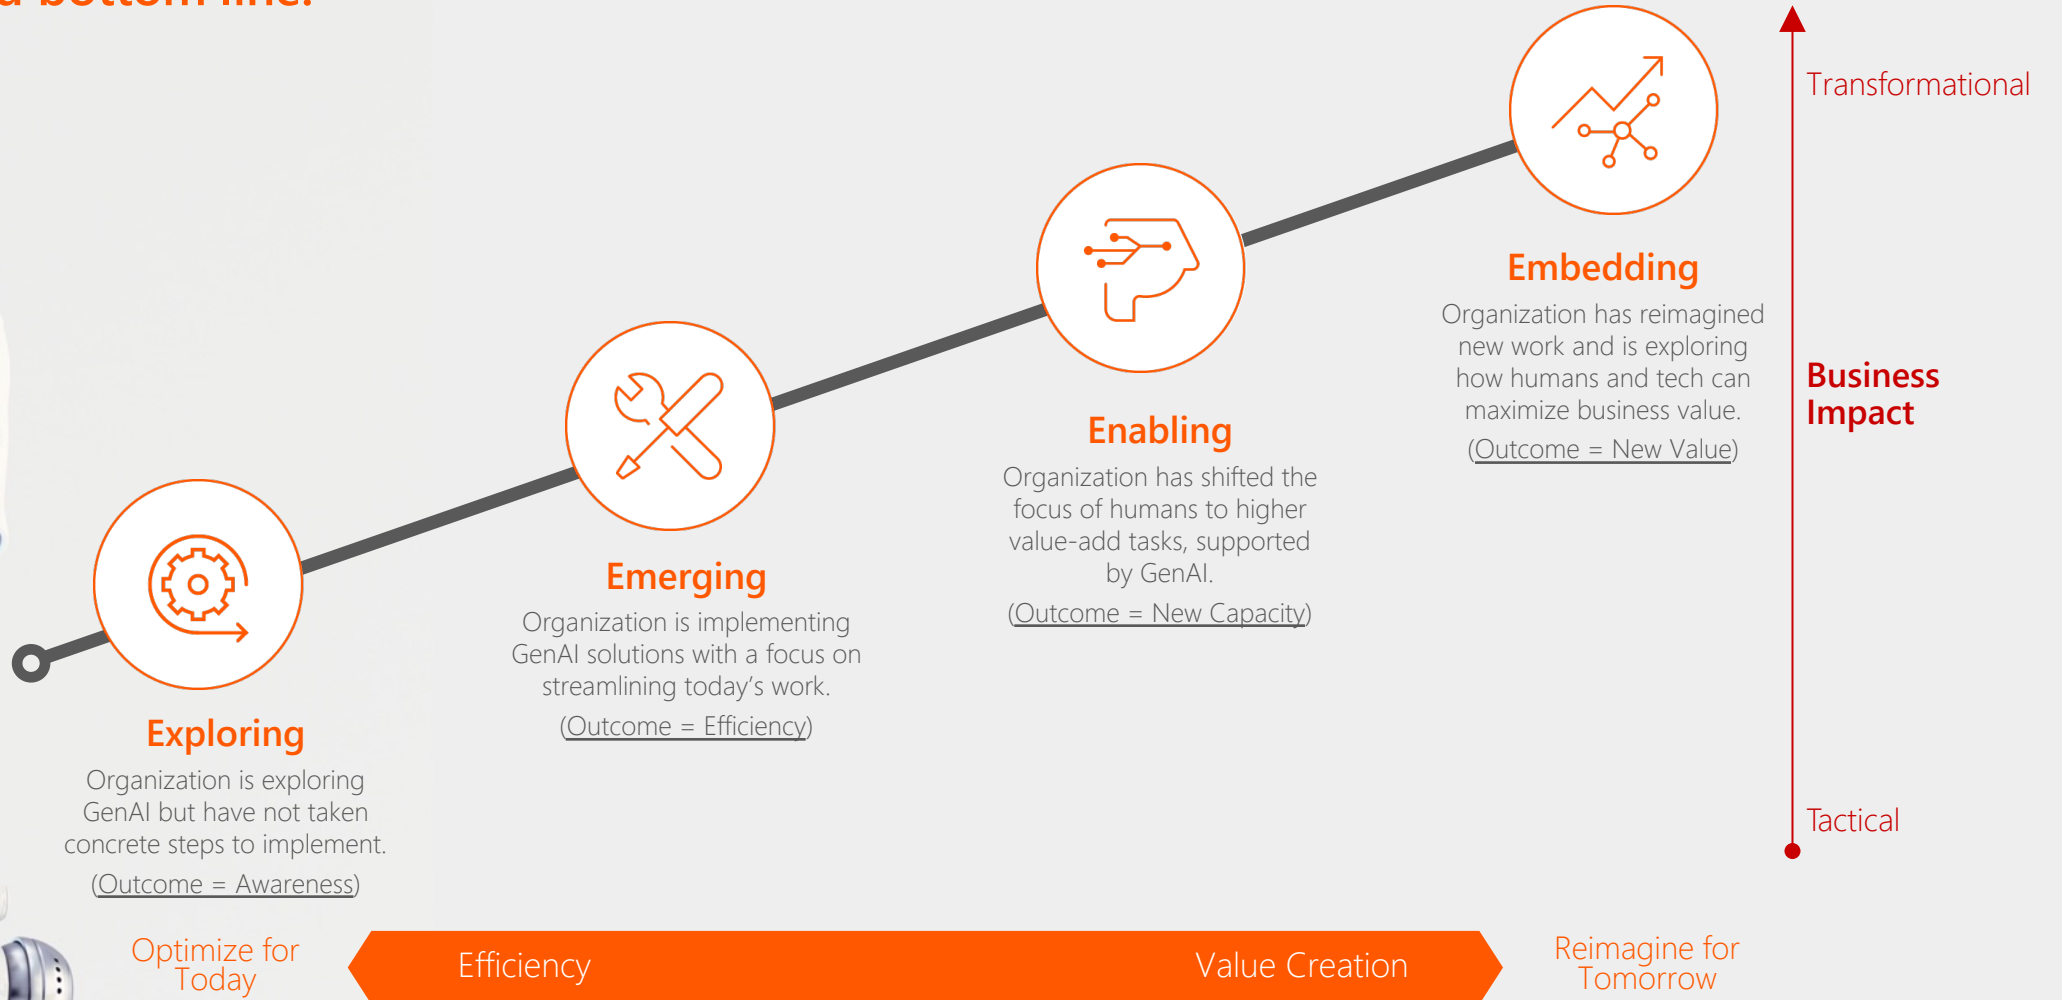 bottom line.
Transformational
Embedding
Organization has reimagined
new work and is exploring
how humans and tech can
maximize business value.
(Outcome = New Value)
Business
Impact
Enabling
Organization has shifted the
focus of humans to higher
value-add tasks, supported
by GenAI.
(Outcome = New Capacity)
Emerging
Organization is implementing
GenAI solutions with a focus on
streamlining today's work.
(Outcome = Efficiency)
Exploring
Organization is exploring
GenAI but have not taken
concrete steps to implement.
(Outcome = Awareness)
Tactical
Optimize for
Today
Efficiency
Value Creation
Reimagine for
Tomorrow